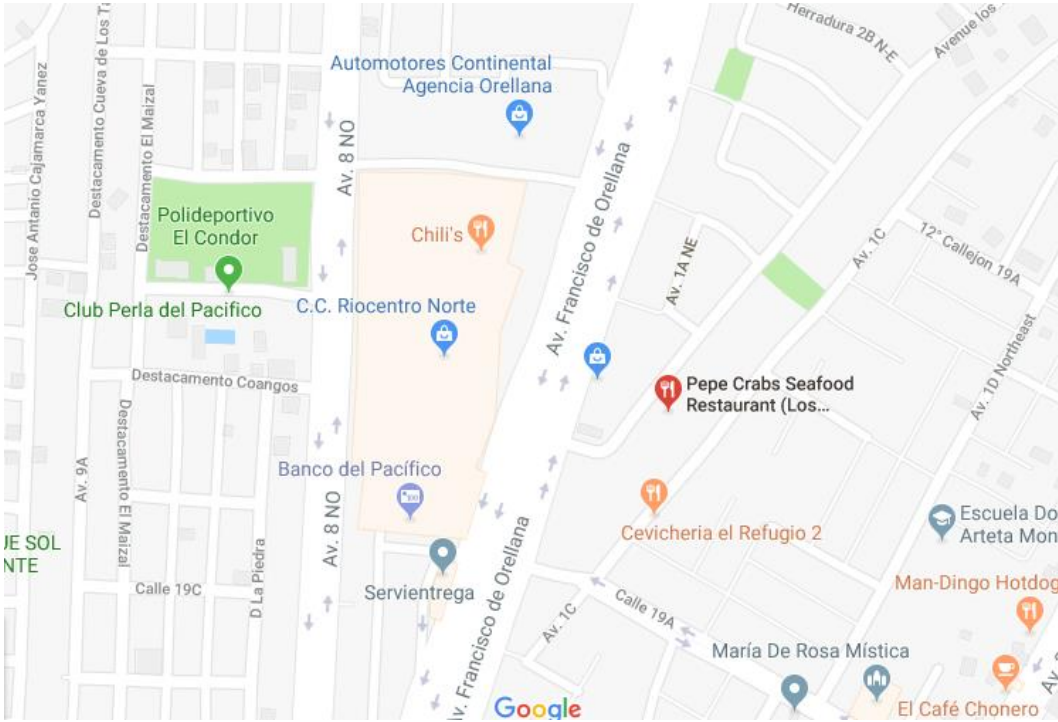 Herradura 2B N-E
Avenue los
Automotores Continental
Agencia Orellana
Jose Antonio Cajamarca Yanez
Destacamento Cueva de Los Ta
Destacamento El Maizal
Av. 8 NO
Av. Francisco de Orellana
Polideportivo
El Condor
Club Perla del Pacifico
Chili's
C.C. Riocentro Norte
Av. 1A NE
Av. 1C
12° Callejon 19A
Av. 1D Northeast
Destacamento Coangos
Destacamento El Maizal
Pepe Crabs Seafood
Restaurant (Los...
Av. 9A
Banco del Pacífico
Av. 8 NO
Cevicheria el Refugio 2
Escuela Do
Arteta Mon
UE SOL
NTE
Calle 19C
D La Piedra
Servientrega
Av. Francisco de Orellana
Av. 1C
Calle 19A
Man-Dingo Hotdog
María De Rosa Mística
El Café Chonero
Av.
Google